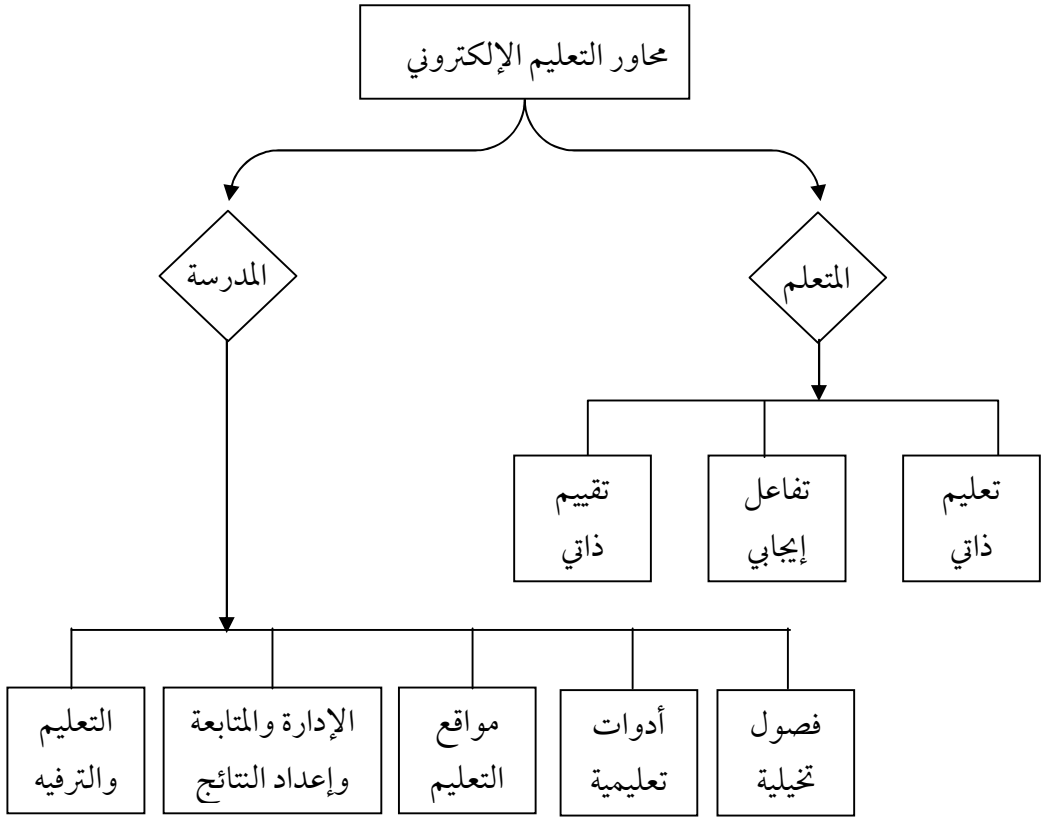 محاور التعليم الإلكتروني
المتعلم
المدرسة
تعليم
ذاتي
تفاعل
إيجابي
تقييم
ذاتي
فصول
تخيلية
أدوات
تعليمية
مواقع
التعليم
الإدارة والمتابعة
وإعداد النتائج
التعليم
والترفيه